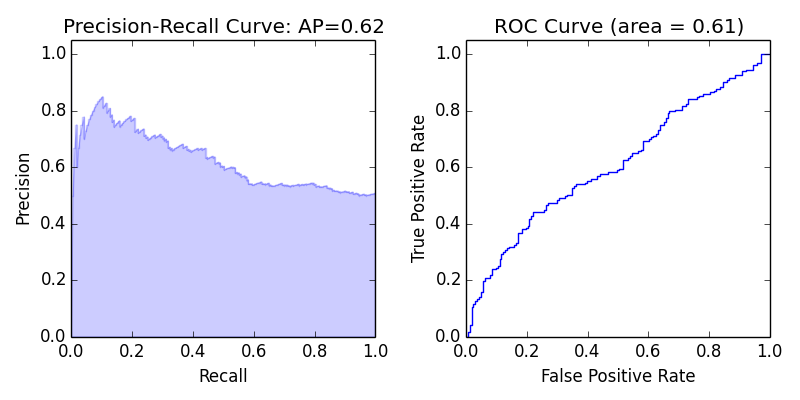 Precision-Recall Curve: AP=0.62
1.0
0.8
0.6
0.4
0.2
0.0
Precision
0.0 0.2 0.4 0.6 0.8 1.0
Recall
ROC Curve (area = 0.61)
1.0
0.8
0.6
0.4
0.2
0.0
True Positive Rate
0.0 0.2 0.4 0.6 0.8 1.0
False Positive Rate